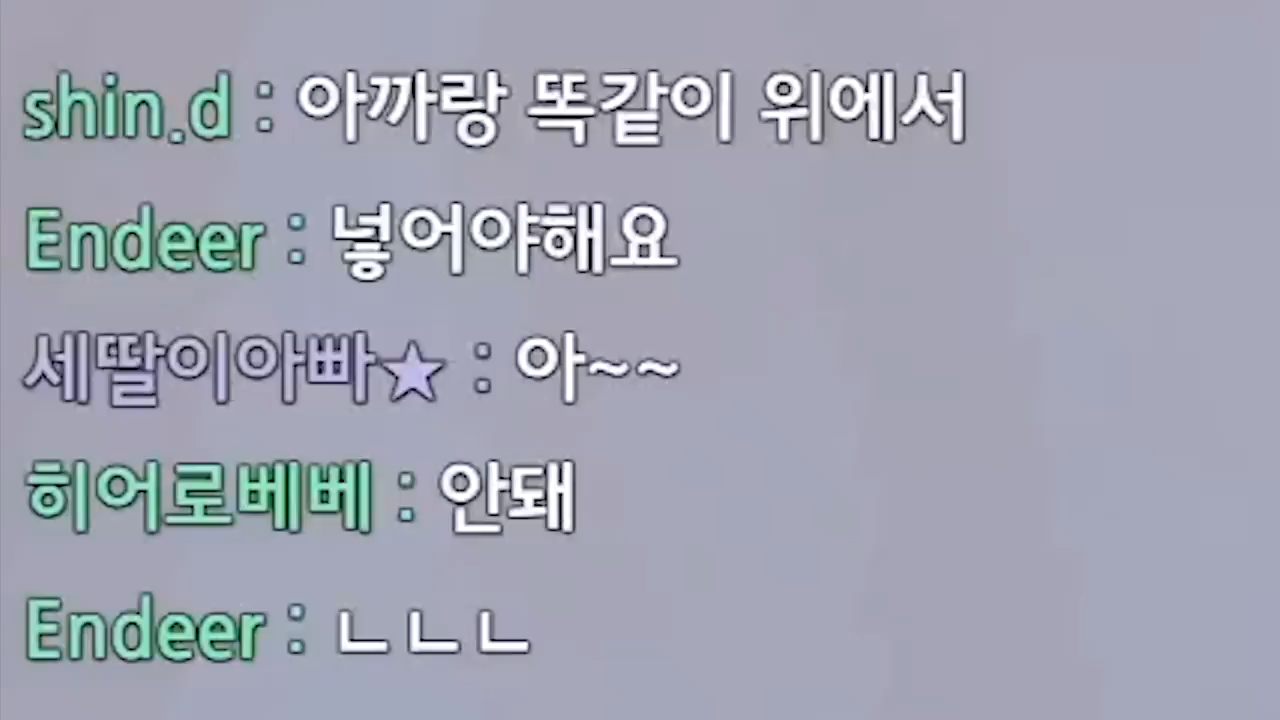 shin.d : 아까랑 똑같이 위에서
Endeer : 넣어야해요
세딸이아빠★ : 아~~
히어로베베 : 안돼
Endeer : ㄴㄴㄴ